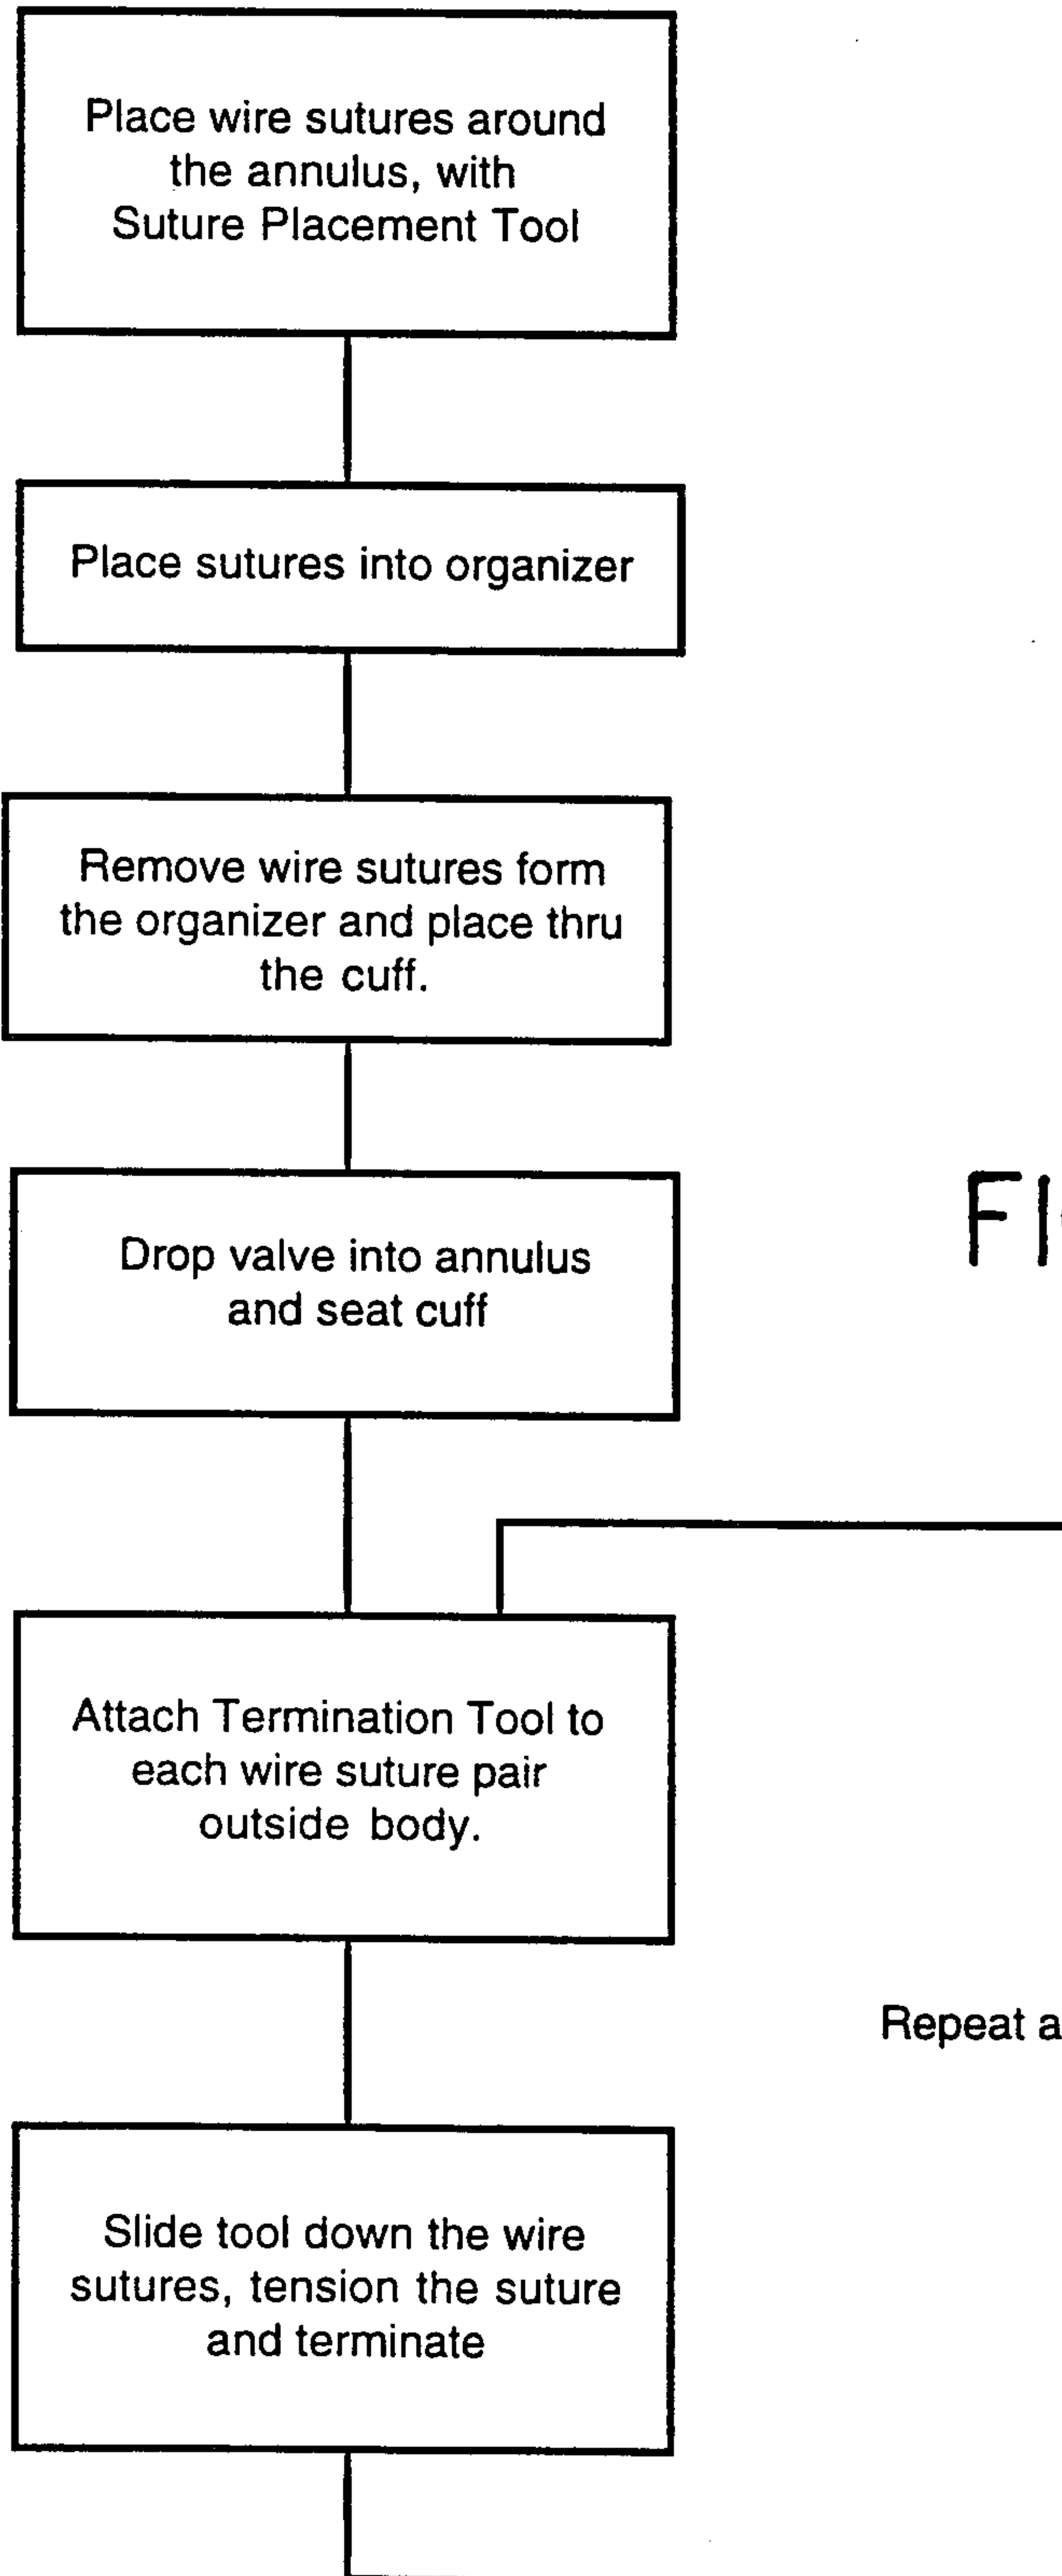 Place wire sutures around
the annulus, with
Suture Placement Tool
Place sutures into organizer
Remove wire sutures form
the organizer and place thru
the cuff.
Drop valve into annulus
and seat cuff
Attach Termination Tool to
each wire suture pair
outside body.
Repeat
Slide tool down the wire
sutures, tension the suture
and terminate